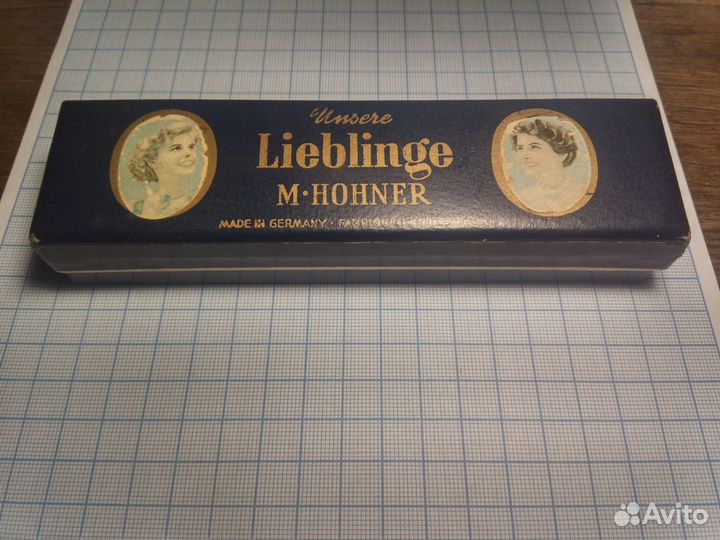 Unsere
Lieblinge
M·HOHNER
MADE IN GERMANY ·
Avito